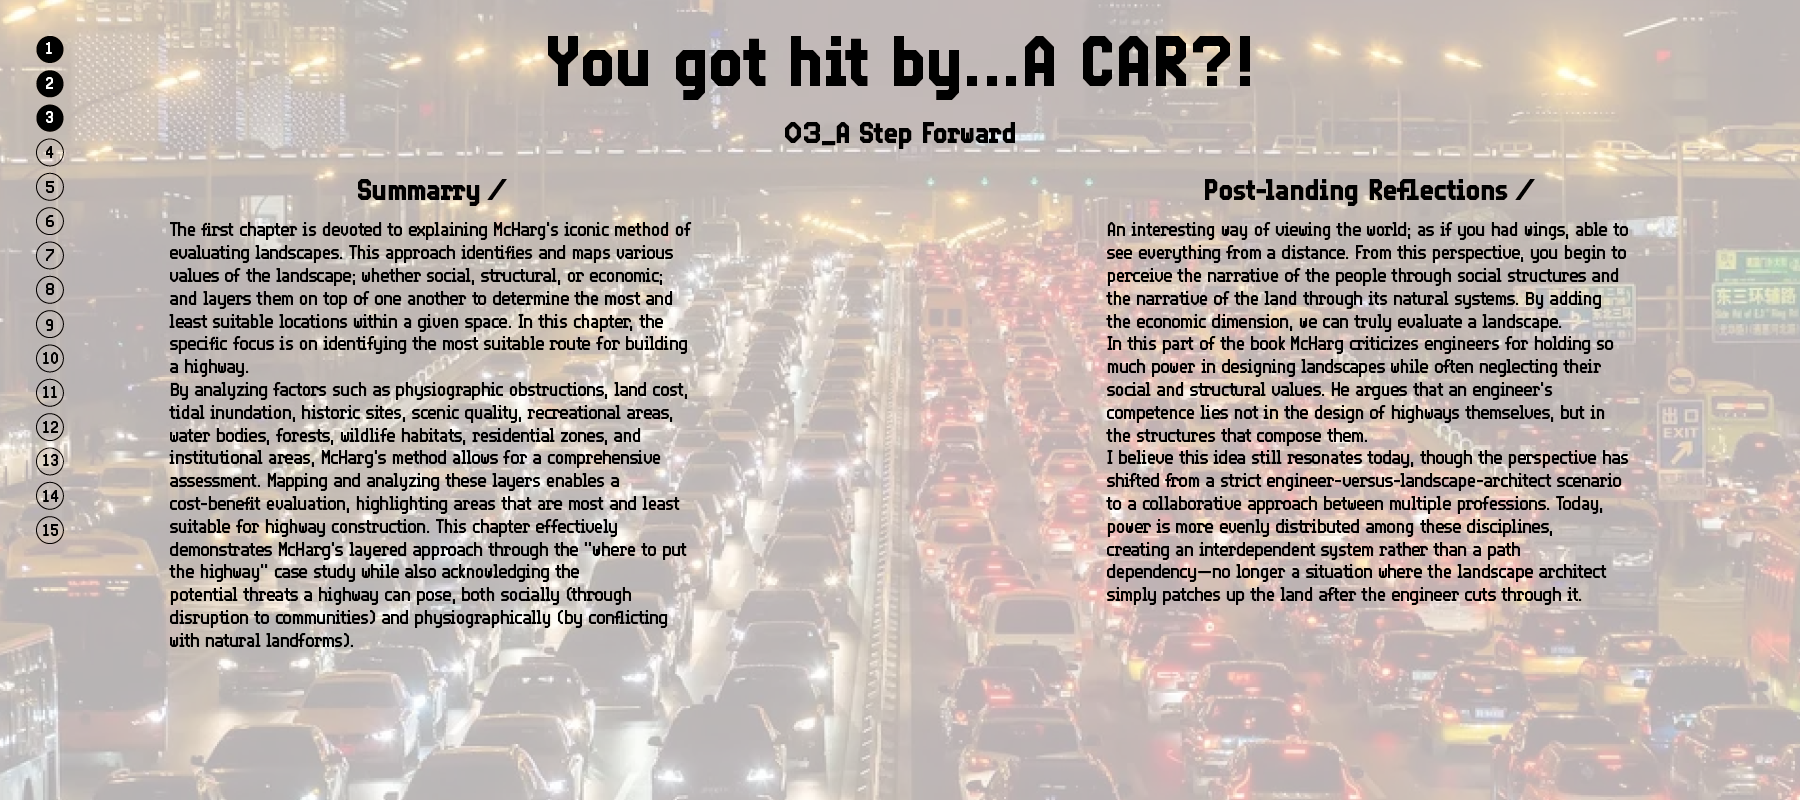 You got hit by...A CAR?!
03_A Step Forward
1
2
3
4
5
6
7
8
9
10
11
12
13
14
15
Summarry /
The first chapter is devoted to explaining McHarg's iconic method of
evaluating landscapes. This approach identifies and maps various
values of the landscape; whether social, structural, or economic;
and layers them on top of one another to determine the most and
least suitable locations within a given space. In this chapter, the
specific focus is on identifying the most suitable route for building
a highway.
By analyzing factors such as physiographic obstructions, land cost,
tidal inundation, historic sites, scenic quality, recreational areas,
water bodies, forests, wildlife habitats, residential zones, and
institutional areas, McHarg's method allows for a comprehensive
assessment. Mapping and analyzing these layers enables a
cost-benefit evaluation, highlighting areas that are most and least
suitable for highway construction. This chapter effectively
demonstrates McHarg's layered approach through the "where to put
the highway" case study while also acknowledging the
potential threats a highway can pose, both socially (through
disruption to communities) and physiographically (by conflicting
with natural landforms).
Post-landing Reflections /
An interesting way of viewing the world; as if you had wings, able to
see everything from a distance. From this perspective, you begin to
perceive the narrative of the people through social structures and
the narrative of the land through its natural systems. By adding
the economic dimension, we can truly evaluate a landscape.
In this part of the book McHarg criticizes engineers for holding so
much power in designing landscapes while often neglecting their
social and structural values. He argues that an engineer's
competence lies not in the design of highways themselves, but in
the structures that compose them.
I believe this idea still resonates today, though the perspective has
shifted from a strict engineer-versus-landscape-architect scenario
to a collaborative approach between multiple professions. Today,
power is more evenly distributed among these disciplines,
creating an interdependent system rather than a path
dependency—no longer a situation where the landscape architect
simply patches up the land after the engineer cuts through it.
东三环辅路
出口
EXIT